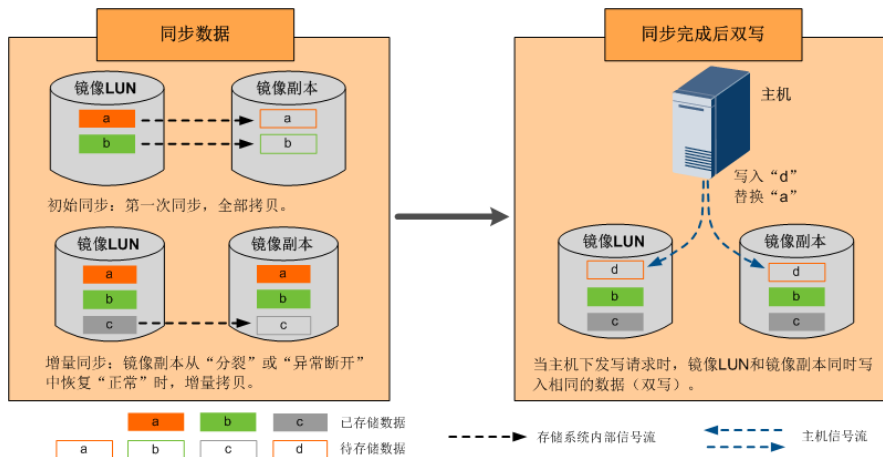 同步数据
镜像LUN
镜像副本
a
a
b
b
初始同步：第一次同步，全部拷贝。
镜像LUN
镜像副本
a
a
b
b
c
c
增量同步：镜像副本从“分裂”或“异常断开”
中恢复“正常”时，增量拷贝。
同步完成后双写
主机
写入“d”
替换“a”
镜像LUN
镜像副本
d
d
b
b
c
c
当主机下发写请求时，镜像LUN和镜像副本同时写
入相同的数据（双写）。
a
b
c
已存储数据
a
b
c
d
待存储数据
存储系统内部信号流
主机信号流